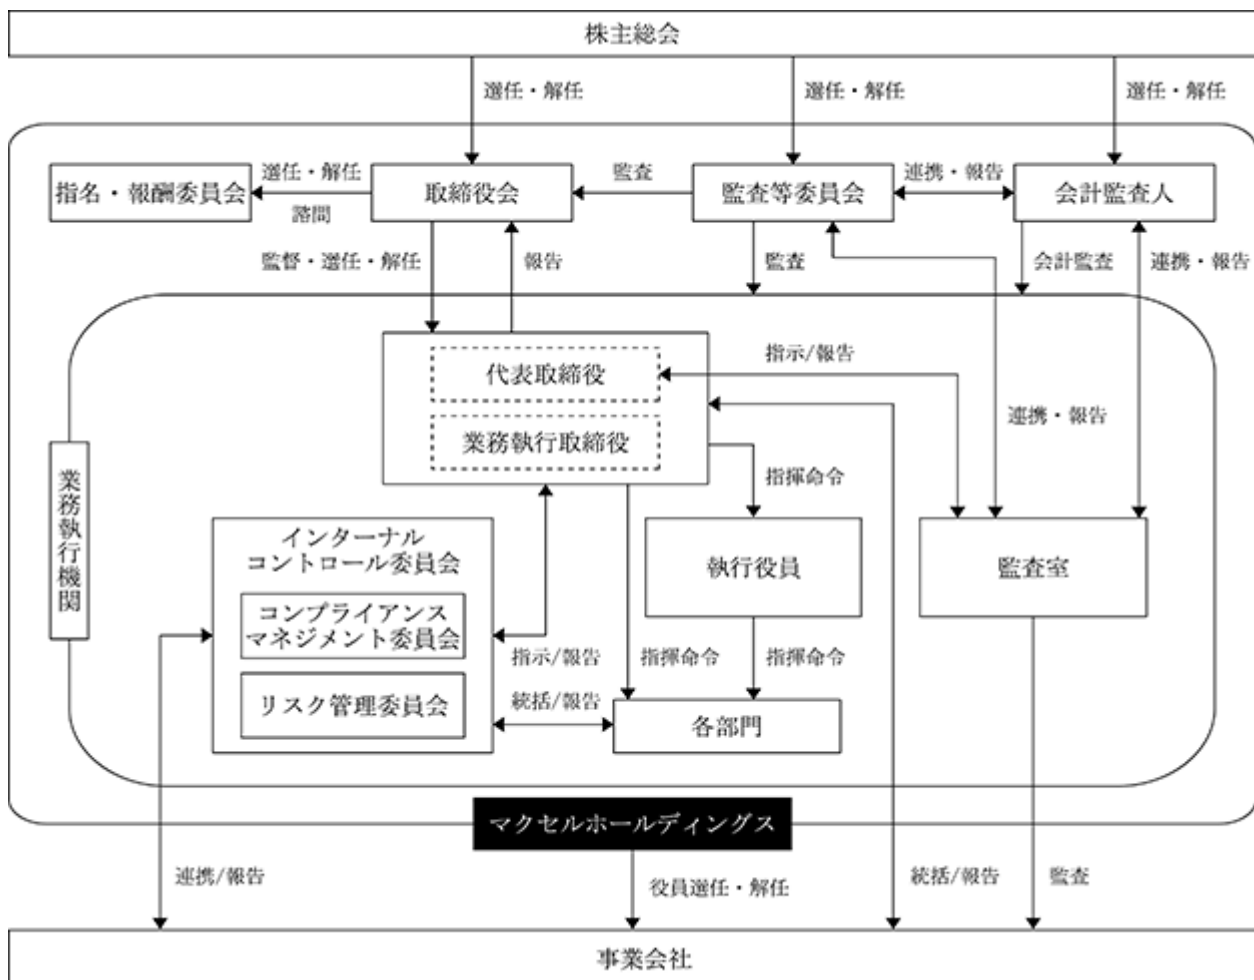 株主総会
選任・解任
選任・解任
選任・解任
指名・報酬委員会
選任・解任
諮問
取締役会
監査
監査等委員会
連携・報告
会計監査人
監督・選任・解任
報告
監査
会計監査
連携・報告
代表取締役
業務執行取締役
指示/報告
連携・報告
業務執行機関
指揮命令
インターナル
コントロール委員会
コンプライアンス
マネジメント委員会
リスク管理委員会
執行役員
監査室
指示/報告
指揮命令
指揮命令
統括/報告
各部門
マクセルホールディングス
連携/報告
役員選任・解任
統括/報告
監査
事業会社